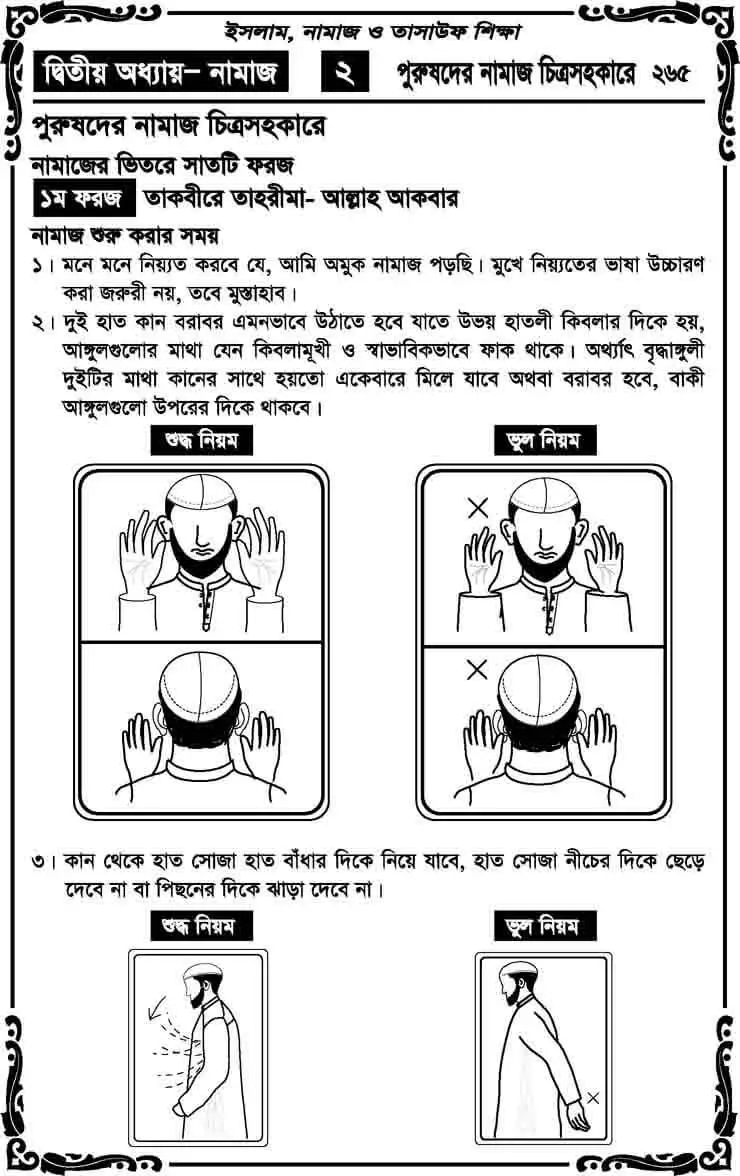 ইসলাম, নামাজ ও তাসাউফ শিক্ষা
দ্বিতীয় অধ্যায়– নামাজ ২ পুরুষদের নামাজ চিত্রসহকারে ২৬৫
পুরুষদের নামাজ চিত্রসহকারে
নামাজের ভিতরে সাতটি ফরজ
১ম ফরজ তাকবীরে তাহরীমা- আল্লাহ আকবার
নামাজ শুরু করার সময়
১। মনে মনে নিয়্যত করবে যে, আমি অমুক নামাজ পড়ছি। মুখে নিয়্যতের ভাষা উচ্চারণ
করা জরুরী নয়, তবে মুস্তাহাব।
২। দুই হাত কান বরাবর এমনভাবে উঠাতে হবে যাতে উভয় হাতলী কিবলার দিকে হয়,
আঙ্গুলগুলোর মাথা যেন কিবলামূখী ও স্বাভাবিকভাবে ফাক থাকে। অর্থ্যাৎ বৃদ্ধাঙ্গুলী
দুইটির মাথা কানের সাথে হয়তো একেবারে মিলে যাবে অথবা বরাবর হবে, বাকী
আঙ্গুলগুলো উপরের দিকে থাকবে।
শুদ্ধ নিয়ম
ভুল নিয়ম
৩। কান থেকে হাত সোজা হাত বাঁধার দিকে নিয়ে যাবে, হাত সোজা নীচের দিকে ছেড়ে
দেবে না বা পিছনের দিকে ঝাড়া দেবে না।
শুদ্ধ নিয়ম
ভুল নিয়ম